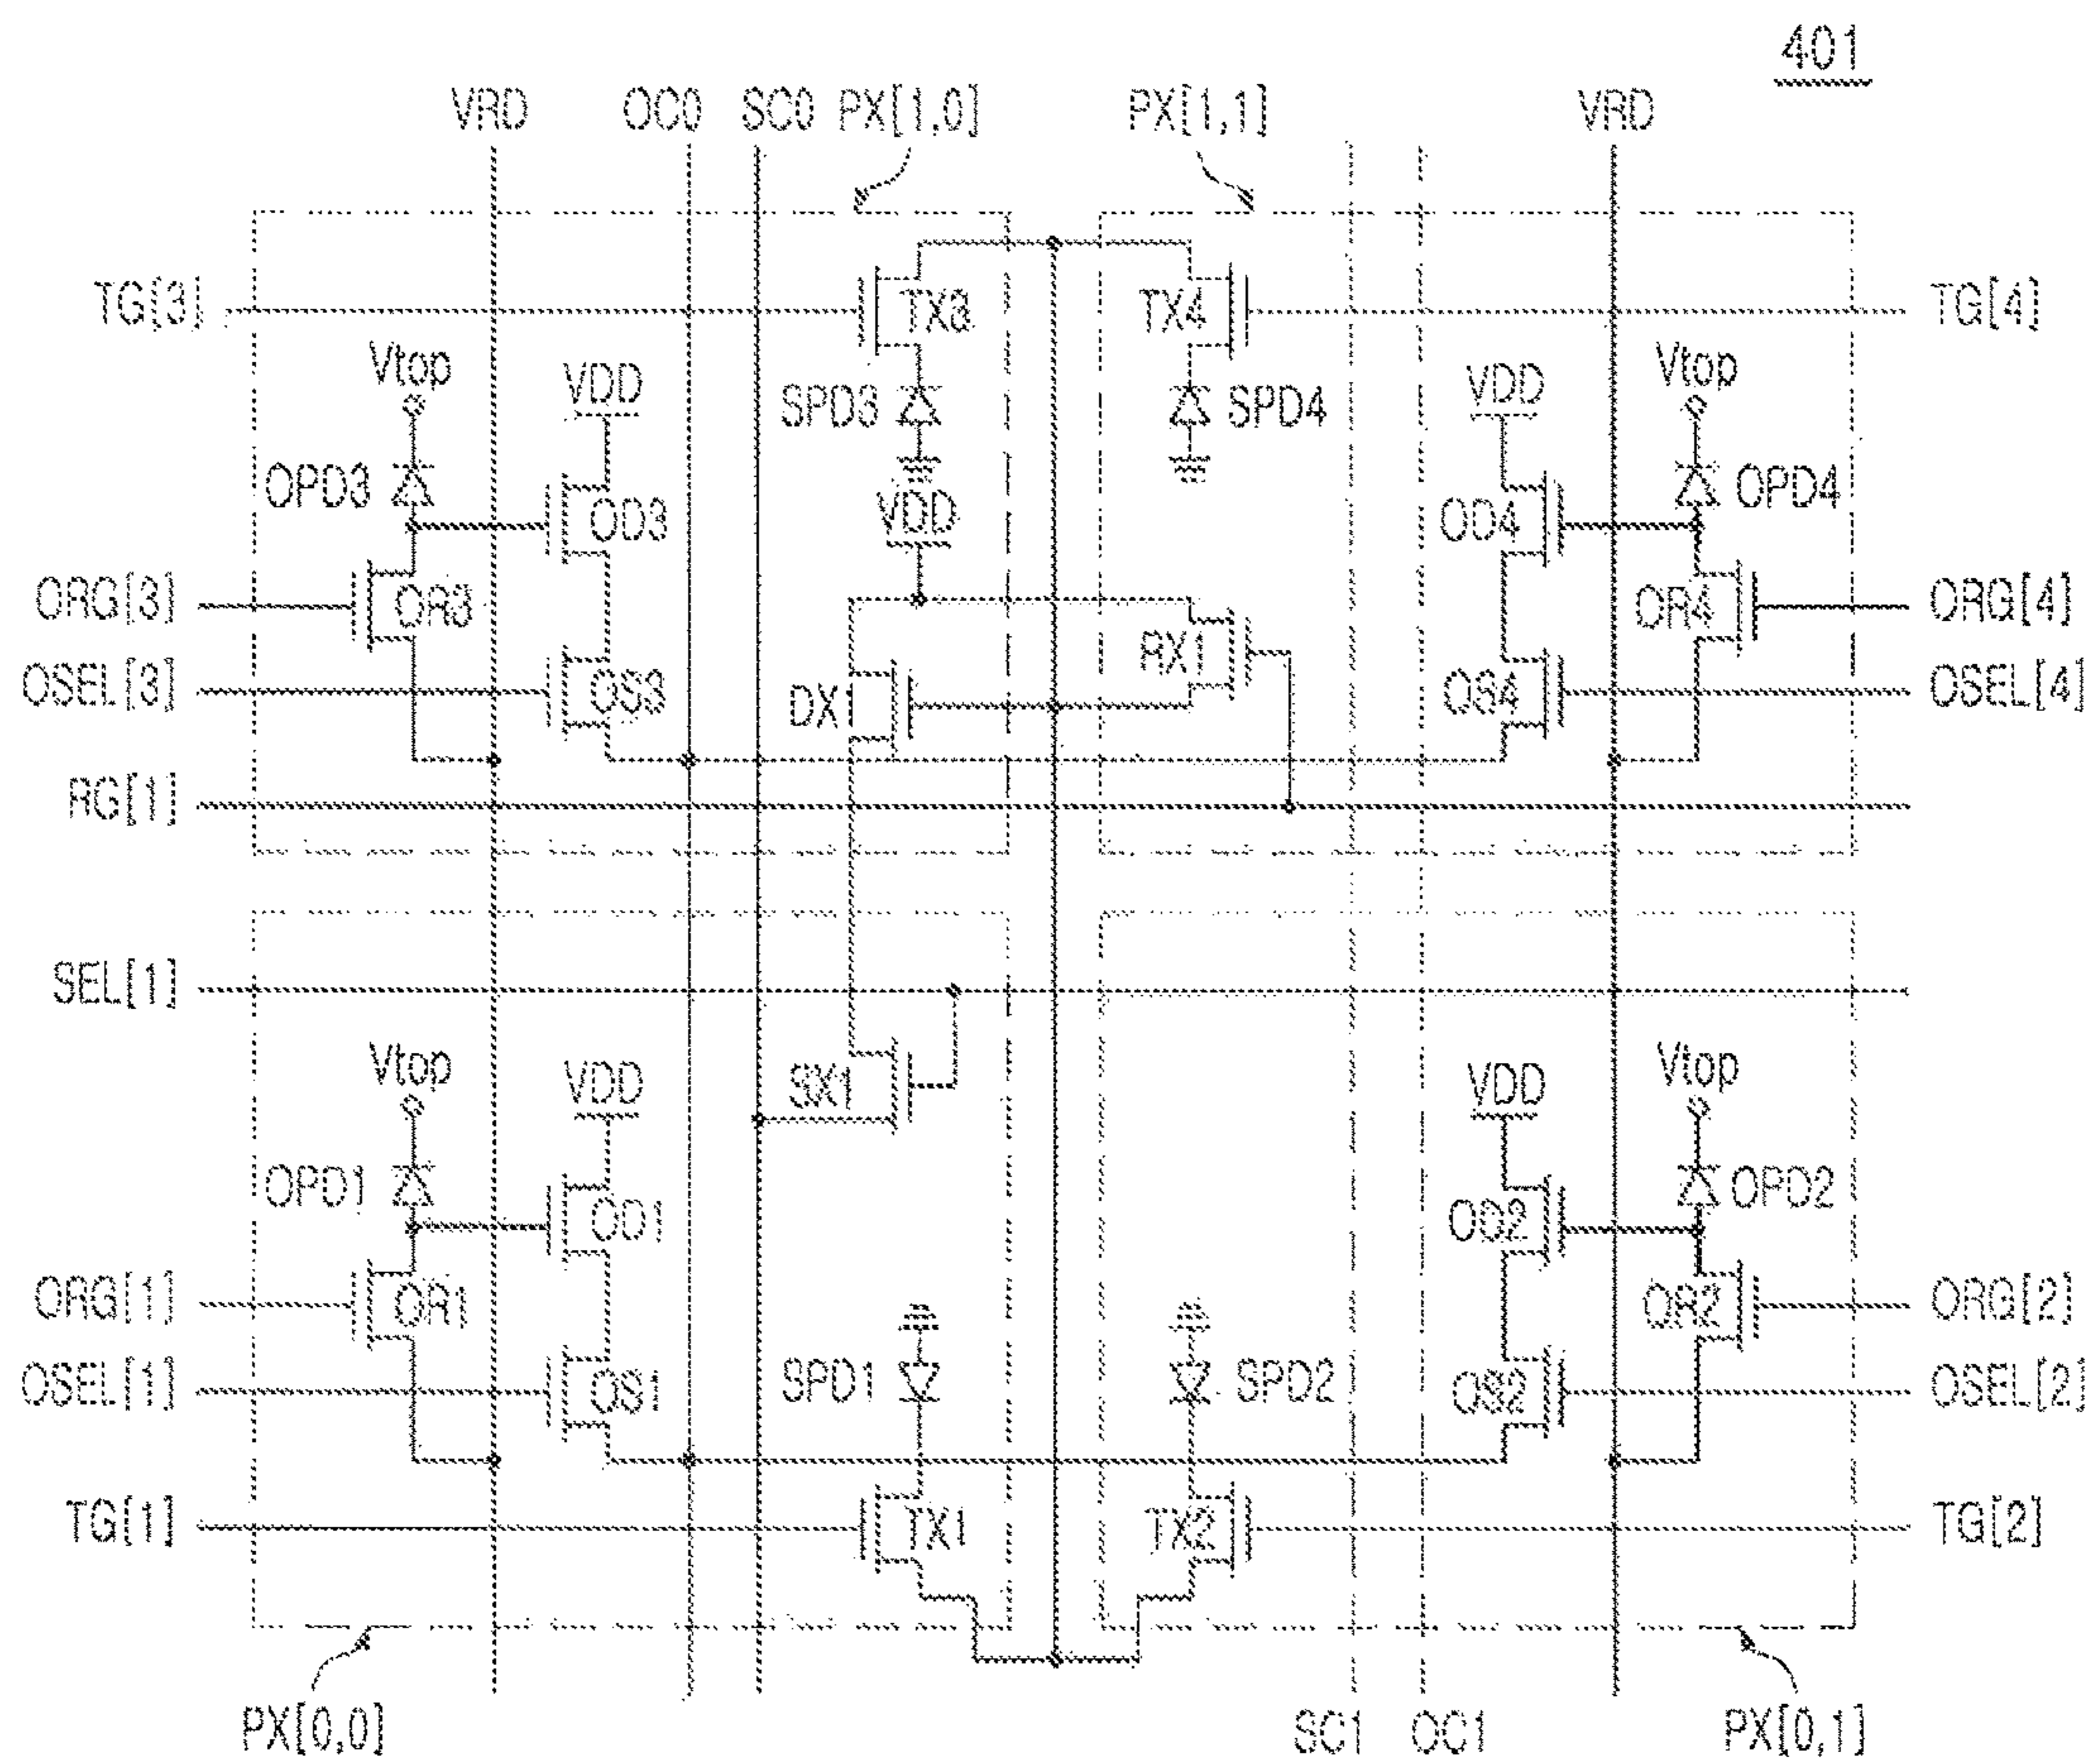 401
VRD OC0 SC0 PX[1,0] PX[1,1] VRD
TG[3] TX3 TX4 TG[4]
Vtop VDD SPD3 SPD4 VDD Vtop
OPD3 OD3 VDD OD4 OPD4
ORG[3] OR3 RX1 OR4 ORG[4]
OSEL[3] OS3 DX1 OS4 OSEL[4]
RG[1]
SEL[1]
Vtop VDD SX1 VDD Vtop
OPD1 OD1 OD2 OPD2
ORG[1] OR1 OR2 ORG[2]
OSEL[1] OS1 SPD1 SPD2 OS2 OSEL[2]
TG[1] TX1 TX2 TG[2]
PX[0,0] SC1 OC1 PX[0,1]